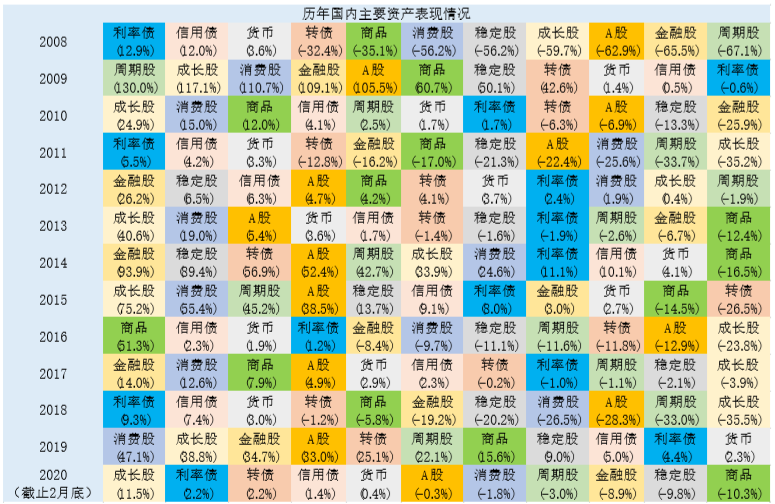 历年国内主要资产表现情况
2008 利率债 信用债 货币 转债 商品 消费股 稳定股 成长股 A股 金融股 周期股
(12.9%) (12.0%) (3.6%) (-32.4%) (-35.1%) (-56.2%) (-56.2%) (-59.7%) (-62.9%) (-65.5%) (-67.1%)
2009 周期股 成长股 消费股 金融股 A股 商品 稳定股 转债 货币 信用债 利率债
(130.0%) (117.1%) (110.7%) (109.1%) (105.5%) (60.7%) (50.1%) (42.6%) (1.4%) (0.5%) (-0.6%)
2010 成长股 消费股 商品 信用债 周期股 货币 利率债 转债 A股 稳定股 金融股
(24.9%) (15.0%) (12.0%) (4.1%) (2.5%) (1.7%) (1.7%) (-6.3%) (-6.9%) (-13.3%) (-25.9%)
2011 利率债 信用债 货币 转债 金融股 商品 稳定股 A股 消费股 周期股 成长股
(5.5%) (4.2%) (3.3%) (-12.8%) (-16.2%) (-17.0%) (-21.3%) (-22.4%) (-25.6%) (-33.7%) (-35.2%)
2012 金融股 稳定股 信用债 A股 商品 转债 货币 利率债 消费股 成长股 周期股
(26.2%) (6.5%) (6.3%) (4.7%) (4.2%) (4.1%) (3.7%) (2.4%) (1.9%) (0.4%) (-1.9%)
2013 成长股 消费股 A股 货币 信用债 转债 稳定股 利率债 周期股 金融股 商品
(40.6%) (19.0%) (5.4%) (3.6%) (1.7%) (-1.4%) (-1.6%) (-1.9%) (-2.6%) (-6.7%) (-12.4%)
2014 金融股 稳定股 转债 A股 周期股 成长股 消费股 利率债 信用债 货币 商品
(93.9%) (89.4%) (56.9%) (52.4%) (42.7%) (33.9%) (24.6%) (11.1%) (10.1%) (4.1%) (-16.5%)
2015 成长股 消费股 周期股 A股 稳定股 信用债 利率债 金融股 货币 商品 转债
(75.2%) (55.4%) (45.2%) (38.5%) (13.7%) (9.1%) (8.0%) (3.0%) (2.7%) (-14.5%) (-26.5%)
2016 商品 信用债 货币 利率债 金融股 消费股 稳定股 周期股 转债 A股 成长股
(51.3%) (2.3%) (1.9%) (1.2%) (-8.4%) (-9.7%) (-11.1%) (-11.6%) (-11.8%) (-12.9%) (-23.8%)
2017 金融股 消费股 商品 A股 货币 信用债 转债 利率债 周期股 稳定股 成长股
(14.0%) (12.6%) (7.9%) (4.9%) (2.9%) (2.3%) (-0.2%) (-1.0%) (-1.1%) (-2.1%) (-3.9%)
2018 利率债 信用债 货币 转债 商品 金融股 稳定股 消费股 A股 周期股 成长股
(9.3%) (7.4%) (3.0%) (-1.2%) (-5.8%) (-19.2%) (-20.2%) (-26.5%) (-28.3%) (-33.0%) (-35.5%)
2019 消费股 成长股 金融股 A股 转债 周期股 商品 稳定股 信用债 利率债 货币
(47.1%) (38.8%) (34.7%) (33.0%) (25.1%) (22.1%) (15.6%) (9.0%) (5.0%) (4.4%) (2.3%)
2020 成长股 利率债 转债 信用债 货币 A股 消费股 周期股 金融股 稳定股 商品
(截止2月底) (11.5%) (2.2%) (2.2%) (1.4%) (0.4%) (-0.3%) (-1.8%) (-3.0%) (-8.9%) (-9.8%) (-10.3%)